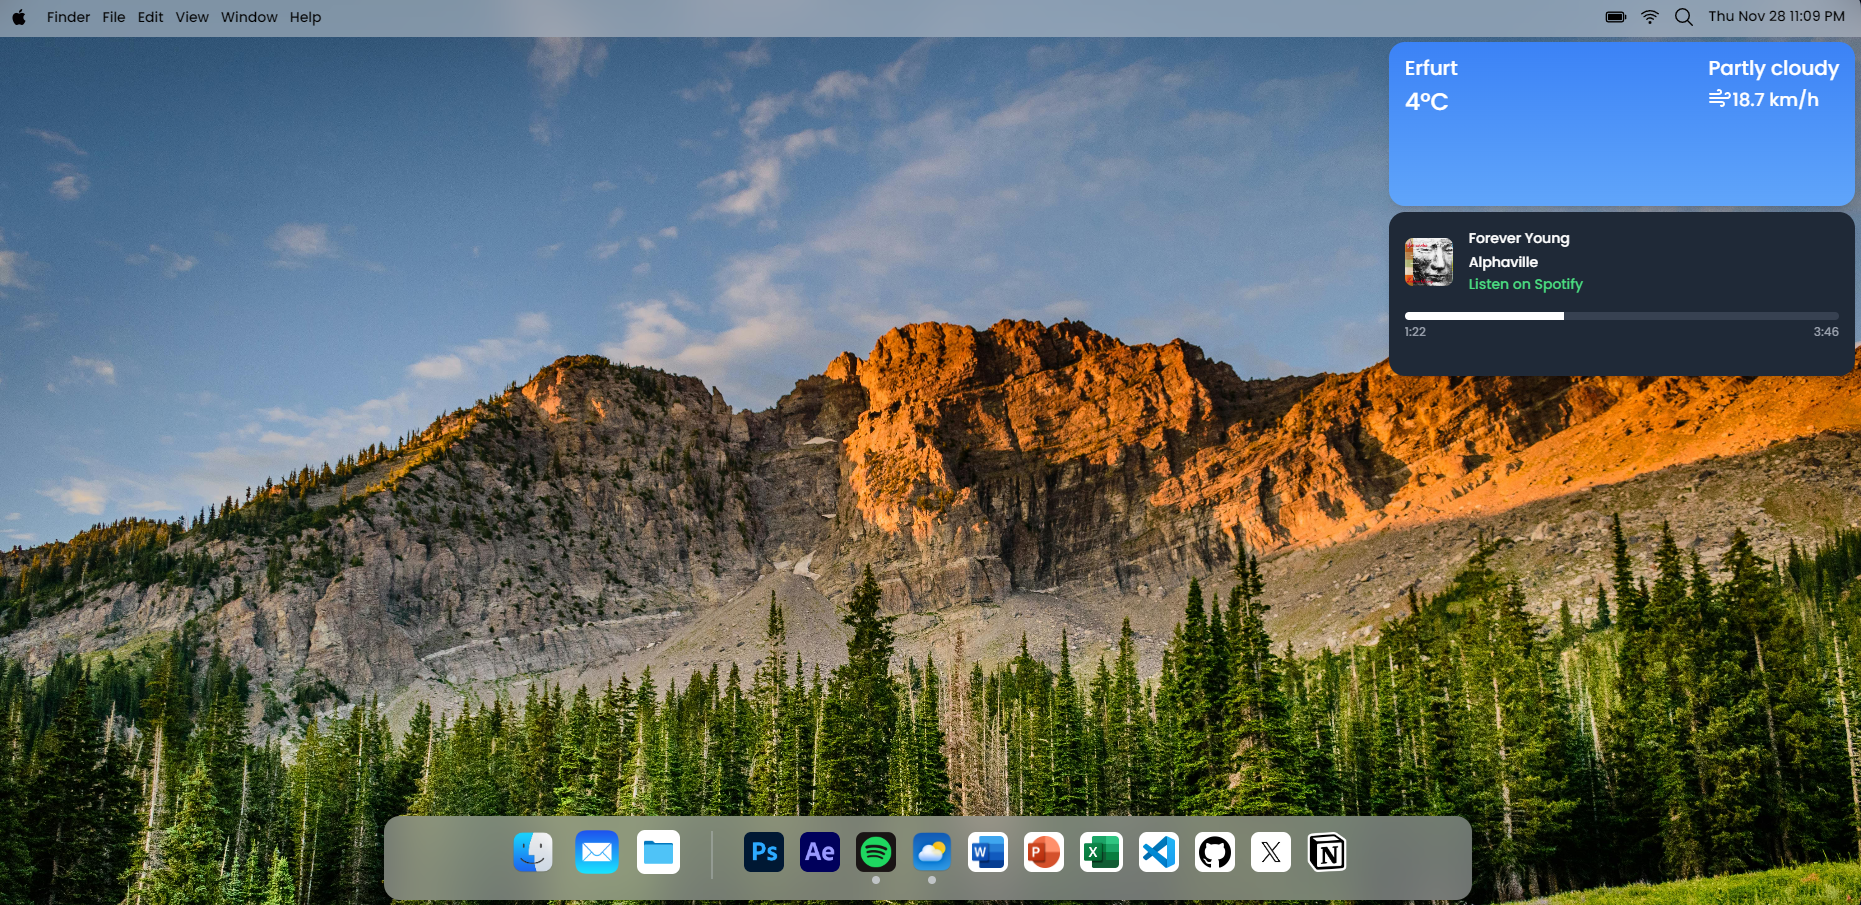 Finder File Edit View Window Help
Thu Nov 28 11:09 PM
Erfurt
Partly cloudy
4°C
18.7 km/h
Forever Young
Alphaville
Listen on Spotify
1:22
3:46
Ps
Ae
W
P
X
X
N